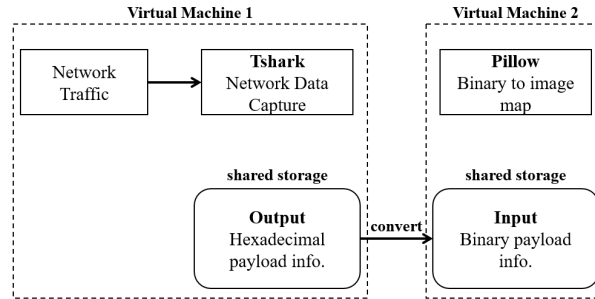 Virtual Machine 1
Virtual Machine 2
Network
Traffic
Tshark
Network Data
Capture
Pillow
Binary to image
map
shared storage
shared storage
Output
Hexadecimal
payload info.
convert
Input
Binary payload
info.